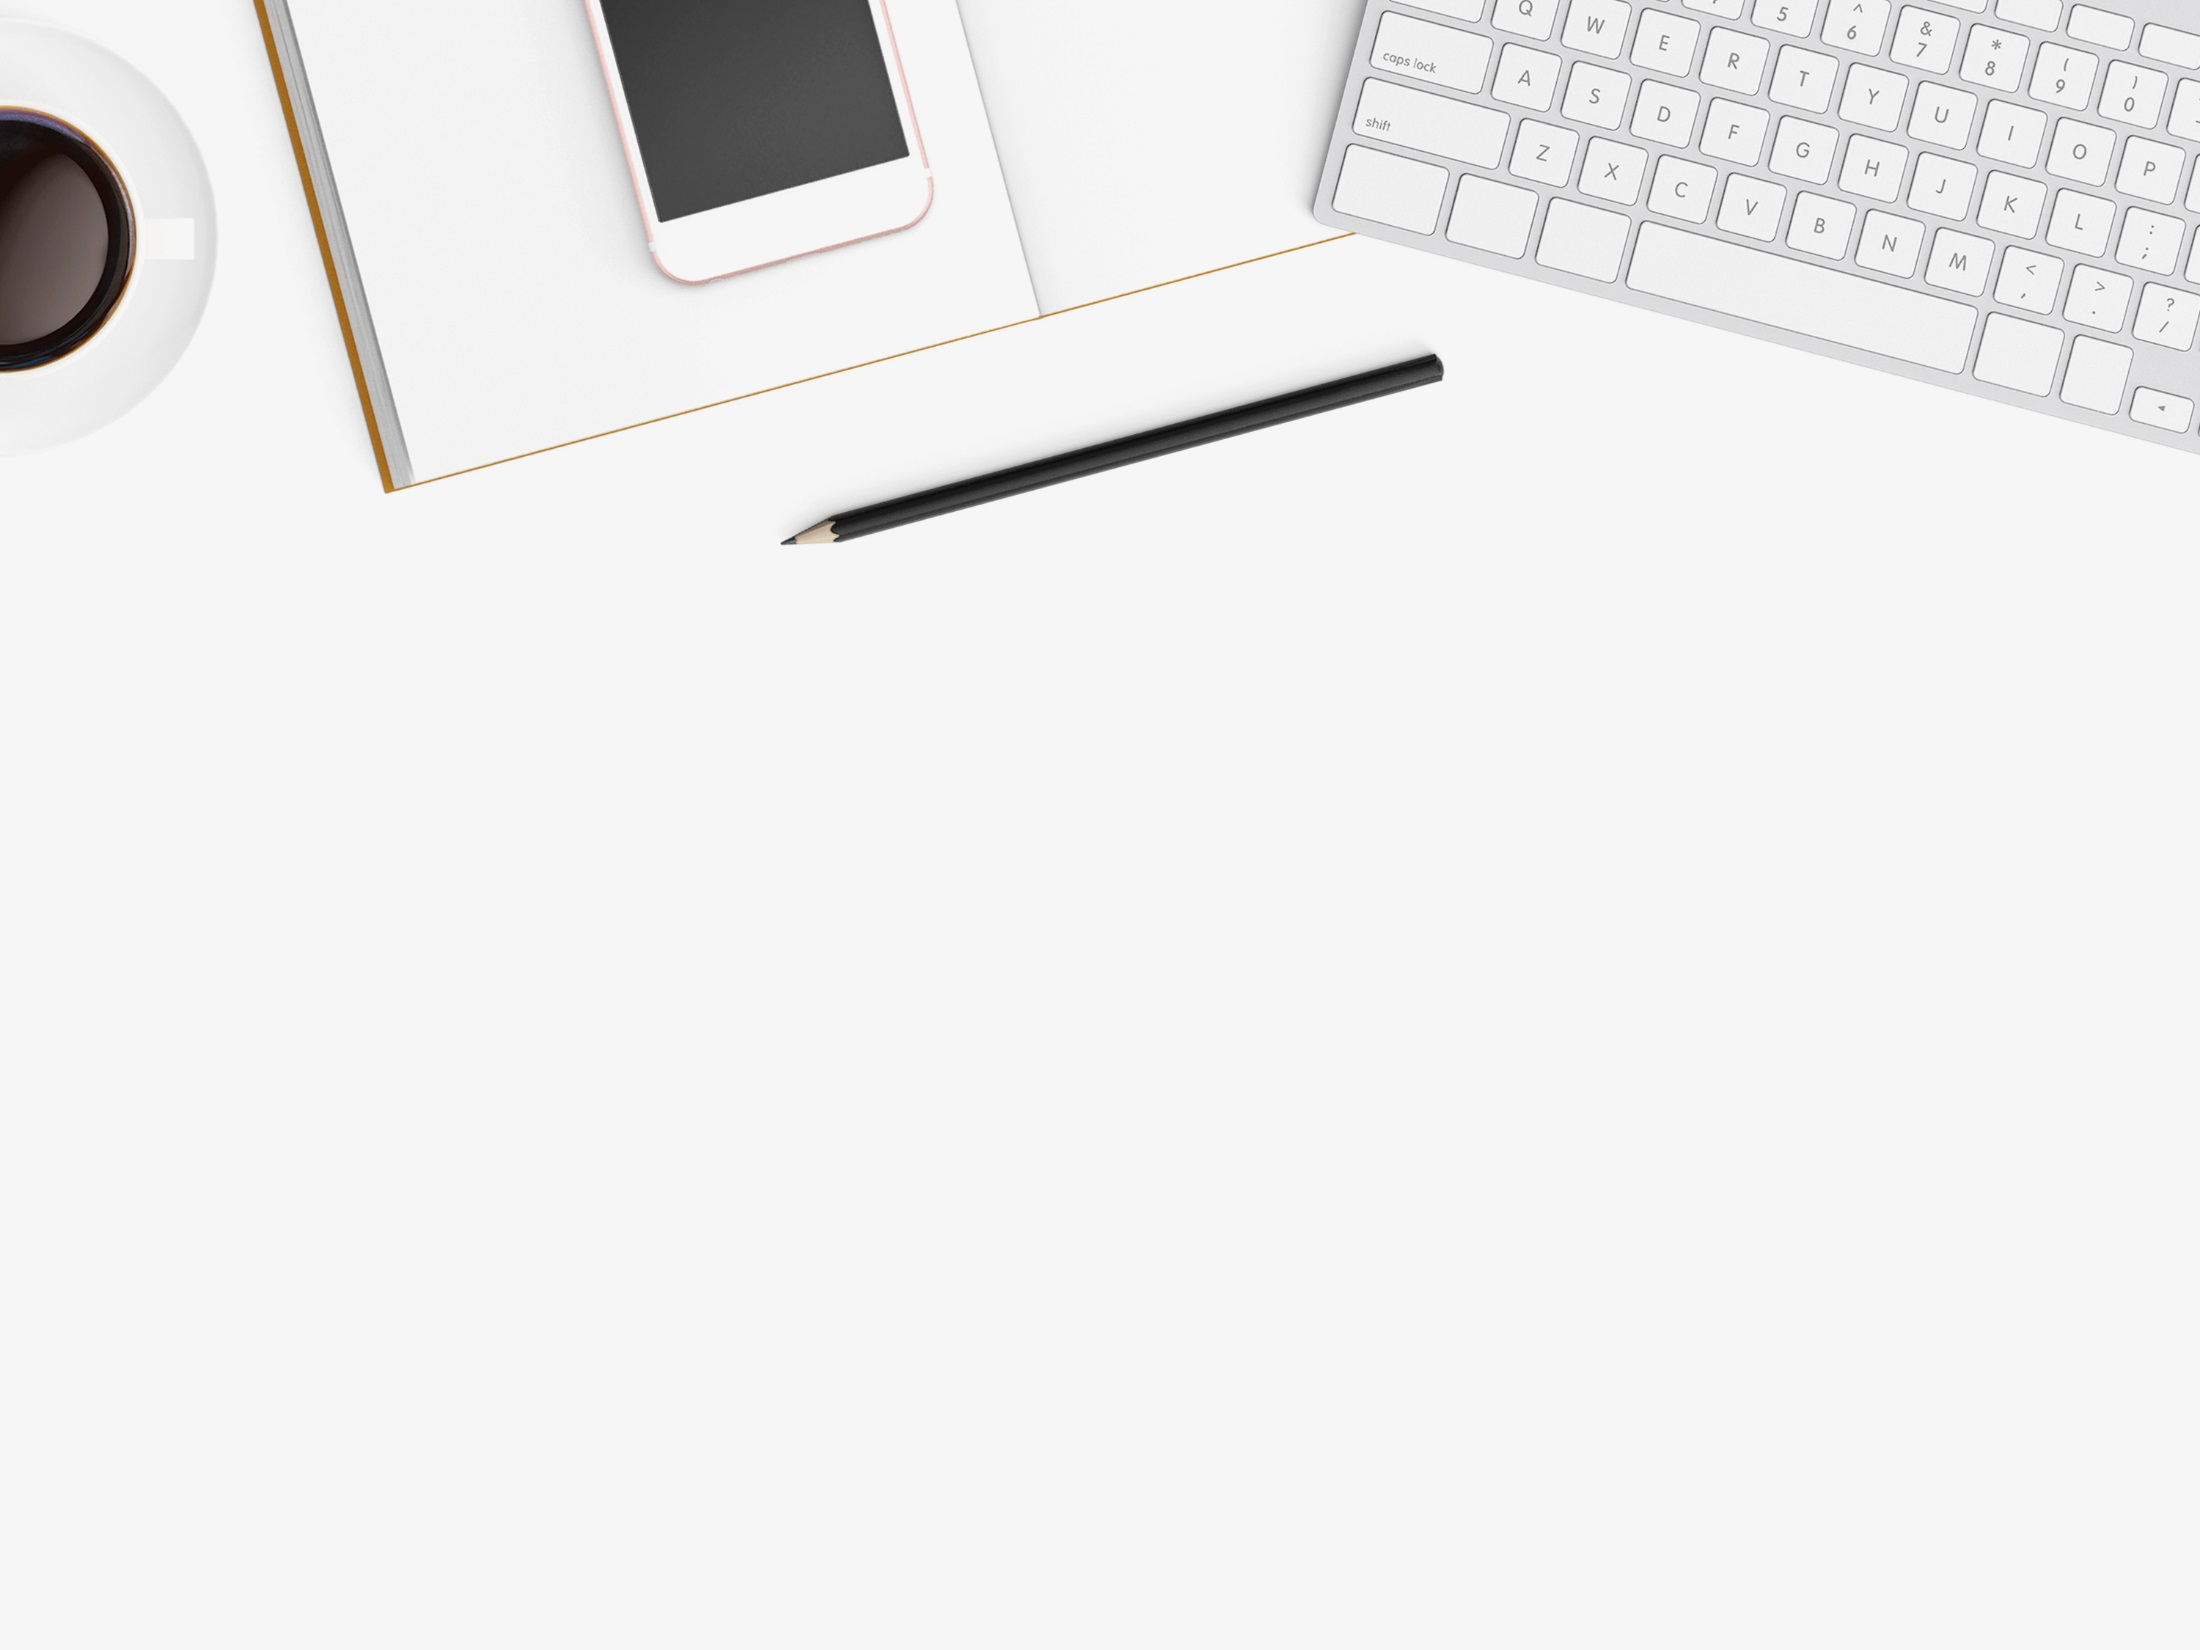 5 ^ 6 & 7 * 8 ( 9 ) 0
Q W E R T Y U I O P
caps lock A S D F G H J K L : ;
shift Z X C V B N M < , > . ? /